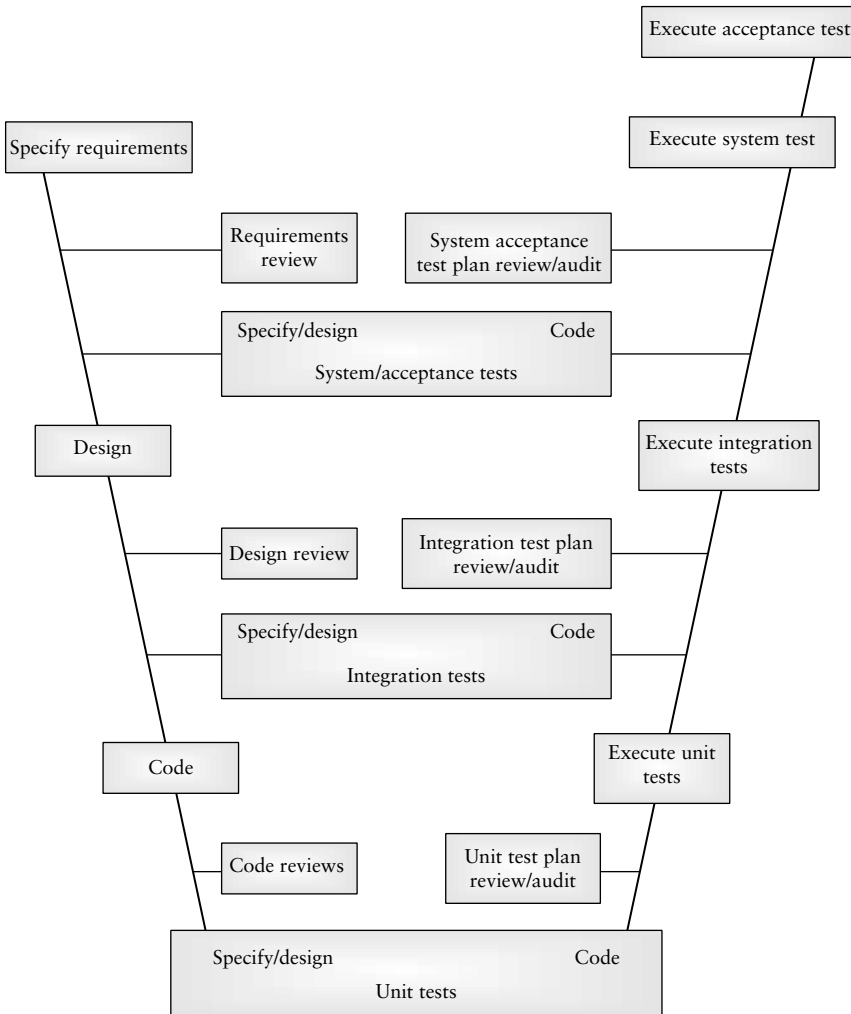 Execute acceptance test
Specify requirements
Execute system test
Requirements
review
System acceptance
test plan review/audit
Specify/design
Code
System/acceptance tests
Design
Execute integration
tests
Design review
Integration test plan
review/audit
Specify/design
Code
Integration tests
Code
Execute unit
tests
Code reviews
Unit test plan
review/audit
Specify/design
Code
Unit tests